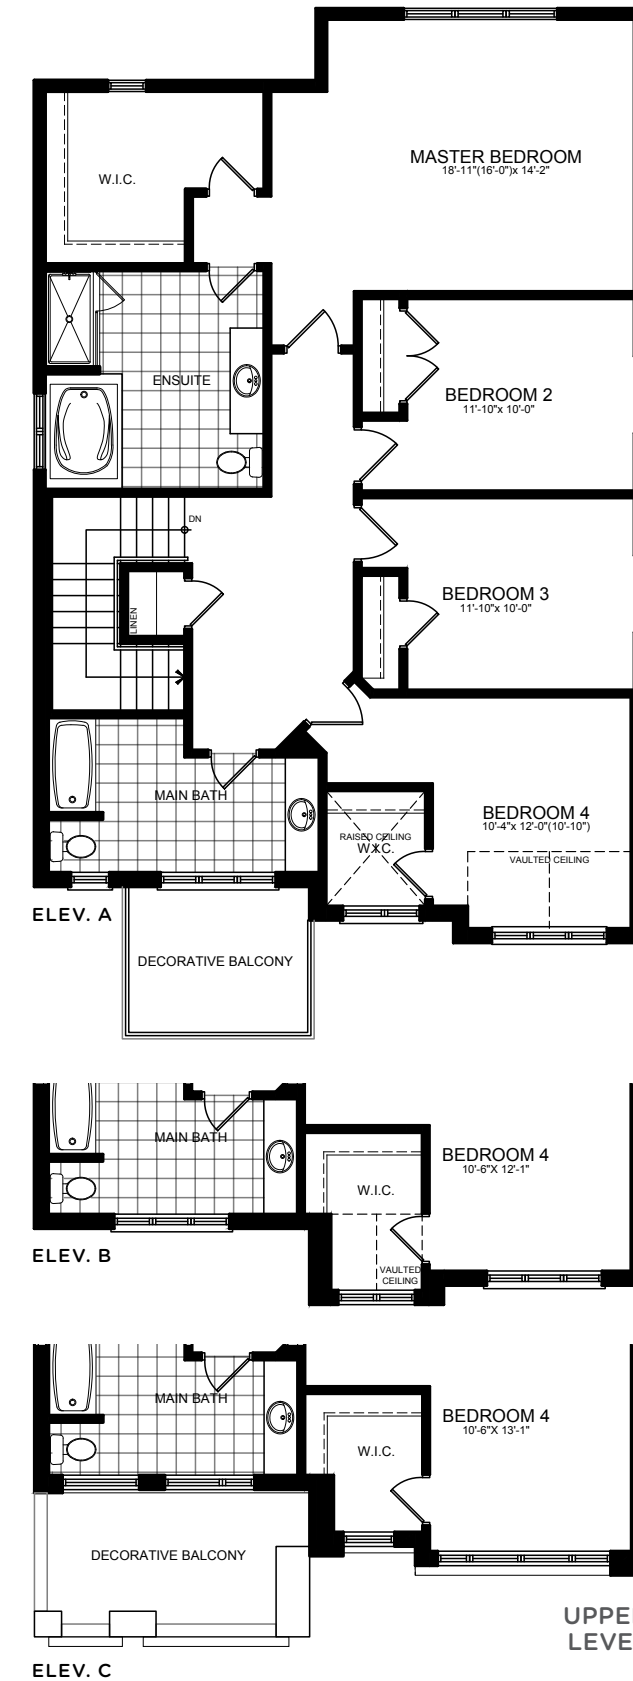 MASTER BEDROOM
18'-11"(16'-0")x 14'-2"
W.I.C.
ENSUITE
BEDROOM 2
11'-10"x 10'-0"
DN
BEDROOM 3
11'-10"x 10'-0"
LINEN
MAIN BATH
RAISED CEILING
W.I.C.
BEDROOM 4
10'-4"x 12'-0"(10'-10")
VAULTED CEILING
ELEV. A
DECORATIVE BALCONY
MAIN BATH
BEDROOM 4
10'-6"X 12'-1"
W.I.C.
VAULTED
CEILING
ELEV. B
MAIN BATH
BEDROOM 4
10'-6"X 13'-1"
W.I.C.
DECORATIVE BALCONY
UPPE
LEVE
ELEV. C